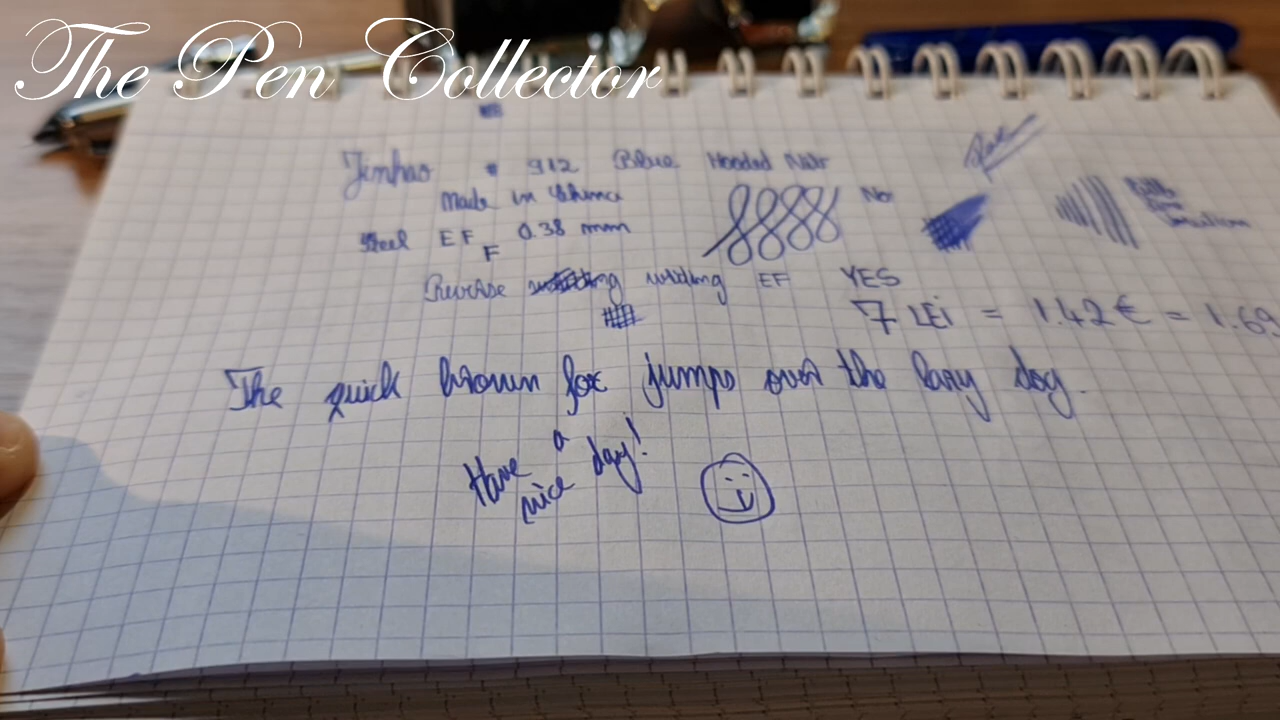 The Pen Collector
Jinhao # 912 Blue Hooded Nib
Made in China
Steel EF F 0.38 mm No
Reverse writing EF YES
7 LEi = 1.42€ = 1.69
The quick brown fox jumps over the lazy dog.
Have a nice day!